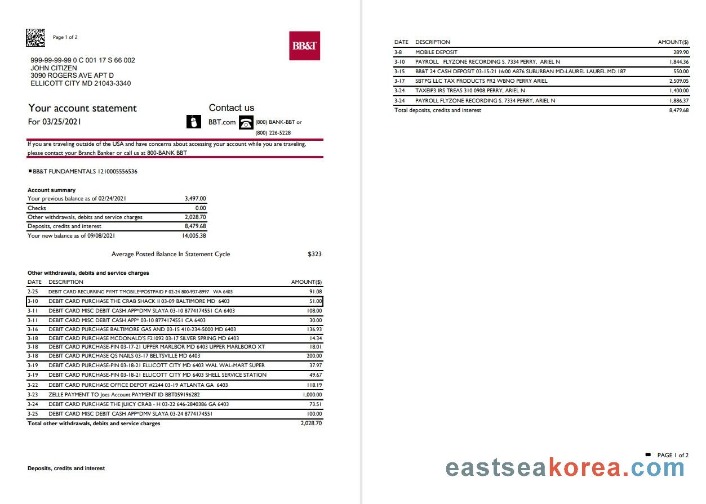 Page 1 of 2
BB&T
999-99-99-99 0 C 001 17 S 66 002
JOHN CITIZEN
3090 ROGERS AVE APT D
ELLICOTT CITY MD 21043-3340
Your account statement
For 03/25/2021
Contact us
BBT.com
(800) BANK-BBT or
(800) 226-5228
If you are traveling outside of the USA and have concerns about accessing your account while you are traveling,
please contact your Branch Banker or call us at 800-BANK BBT
BB&T FUNDAMENTALS 1210005556536
Account summary
Your previous balance as of 02/24/2021 3,497.00
Checks 0.00
Other withdrawals, debits and service charges 2,028.70
Deposits, credits and interest 8,479.68
Your new balance as of 09/08/2021 14,005.38
Average Posted Balance In Statement Cycle $323
Other withdrawals, debits and service charges
DATE DESCRIPTION AMOUNT($)
2-25 DEBIT CARD RECURRING PYMT TMOBILE*POSTPAID P 02-24 800-937-8997 WA 6403 91.08
3-10 DEBIT CARD PURCHASE THE CRAB SHACK II 03-09 BALTIMORE MD 6403 51.00
3-11 DEBIT CARD MISC DEBIT CASH APP*DMV SLAYA 03-10 8774174551 CA 6403 108.00
3-11 DEBIT CARD MISC DEBIT CASH APP* 03-10 8774174551 CA 6403 30.00
3-16 DEBIT CARD PURCHASE BALTIMORE GAS AND 03-15 410-234-5000 MD 6403 136.93
3-18 DEBIT CARD PURCHASE MCDONALD'S F21092 03-17 SILVER SPRING MD 6403 14.34
3-18 DEBIT CARD PURCHASE-PIN 03-17-21 UPPER MARLBOR MD 6403 UPPER MARLBORO XT 18.01
3-18 DEBIT CARD PURCHASE QS NAILS 03-17 BELTSVILLE MD 6403 200.00
3-19 DEBIT CARD PURCHASE-PIN 03-18-21 ELLICOTT CITY MD 6403 WAL WAL-MART SUPER 37.97
3-19 DEBIT CARD PURCHASE-PIN 03-18-21 ELLICOTT CITY MD 6403 SHELL SERVICE STATION 49.67
3-22 DEBIT CARD PURCHASE OFFICE DEPOT #2244 03-19 ATLANTA GA 6403 118.19
3-23 ZELLE PAYMENT TO Joes Account PAYMENT ID BBT059196282 1,000.00
3-24 DEBIT CARD PURCHASE THE JUICY CRAB - H 03-22 646-2840386 GA 6403 73.51
3-25 DEBIT CARD MISC DEBIT CASH APP*DMV SLAYA 03-24 8774174551 100.00
Total other withdrawals, debits and service charges 2,028.70
Deposits, credits and interest
DATE DESCRIPTION AMOUNT($)
3-8 MOBILE DEPOSIT 289.98
3-10 PAYROLL FLYZONE RECORDING S. 7334 PERRY, ARIEL N 1,844.36
3-15 BB&T 24 CASH DEPOSIT 03-15-21 16:00 A876 SUBURBAN MD-LAUREL LAUREL MD 187 550.00
3-17 SBTPG LLC TAX PRODUCTS PR2 WBNO PERRY ARIEL 2,509.05
3-24 TAXEIP3 IRS TREAS 310 0908 PERRY, ARIEL N 1,400.00
3-24 PAYROLL FLYZONE RECORDING S. 7334 PERRY, ARIEL N 1,886.37
Total deposits, credits and interest 8,479.68
PAGE 1 of 2
eastseakorea.com